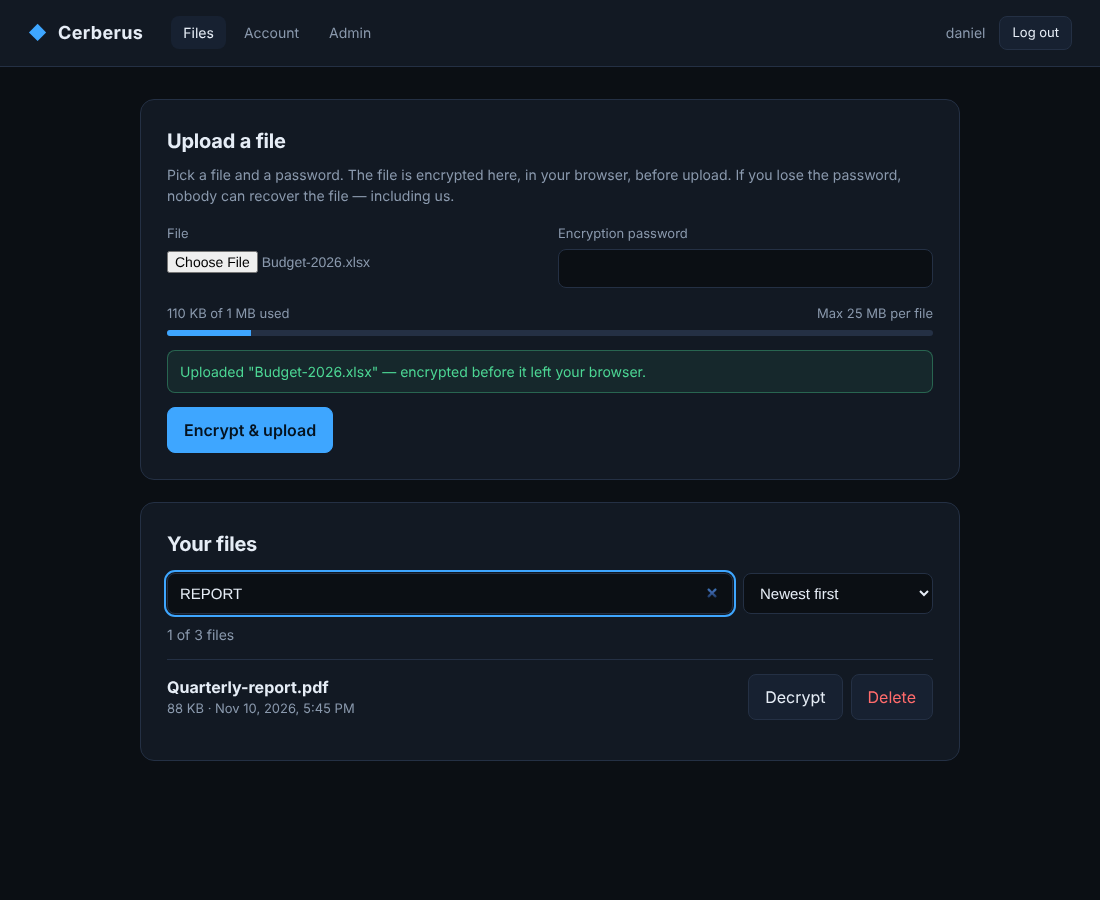 Cerberus
Files
Account
Admin
daniel
Log out
Upload a file
Pick a file and a password. The file is encrypted here, in your browser, before upload. If you lose the password,
nobody can recover the file — including us.
File
Encryption password
Choose File Budget-2026.xlsx
110 KB of 1 MB used
Max 25 MB per file
Uploaded "Budget-2026.xlsx" — encrypted before it left your browser.
Encrypt & upload
Your files
REPORT
Newest first
1 of 3 files
Quarterly-report.pdf
88 KB · Nov 10, 2026, 5:45 PM
Decrypt
Delete